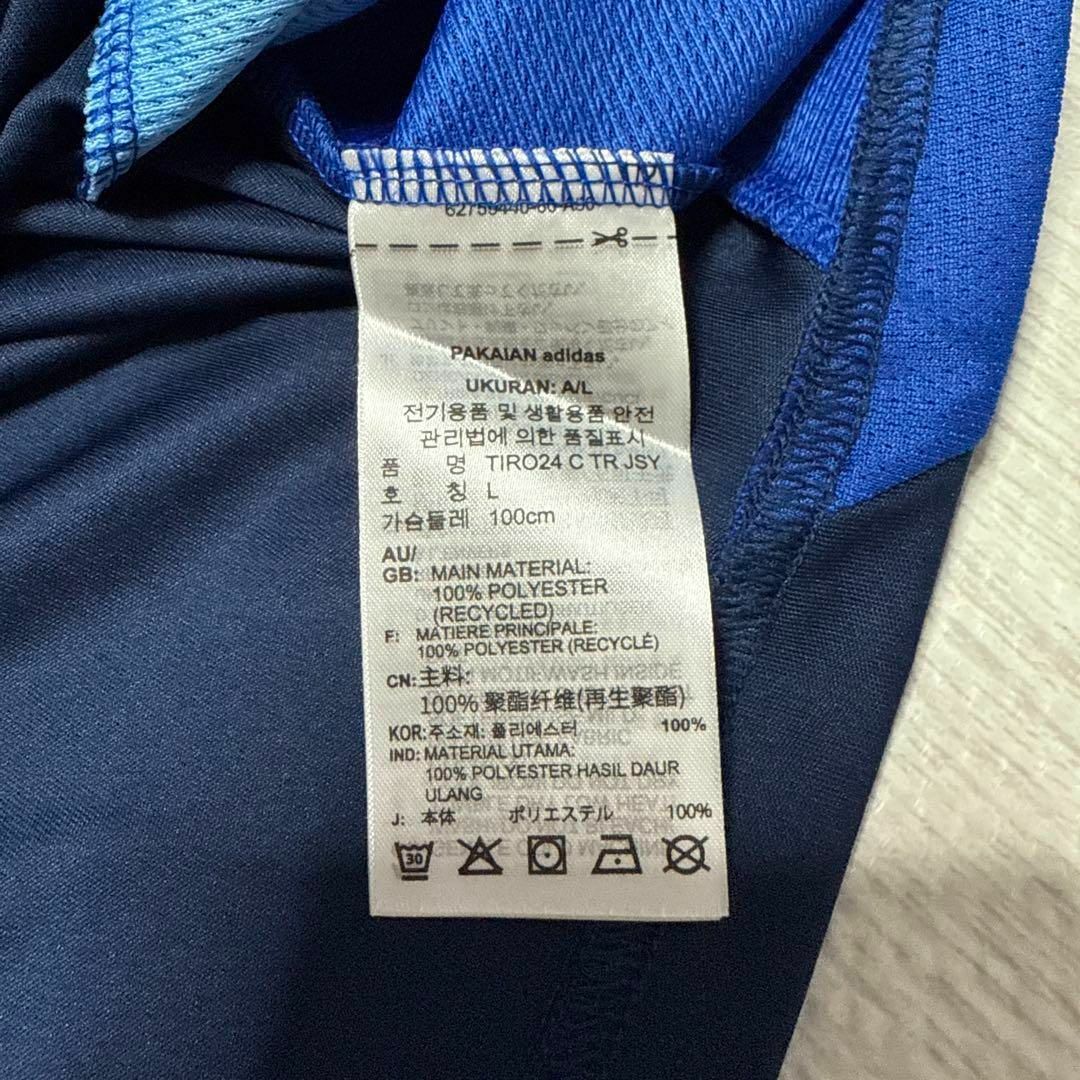 PAKAIAN adidas
UKURAN: A/L
전기용품 및 생활용품 안전
관리법에 의한 품질표시
품 명 TIRO24 C TR JSY
호 칭 L
가슴둘레 100cm
AU/
GB: MAIN MATERIAL:
100% POLYESTER
(RECYCLED)
F: MATIERE PRINCIPALE:
100% POLYESTER (RECYCLÉ)
CN: 主料:
100% 聚酯纤维(再生聚酯)
KOR: 주소재: 폴리에스터 100%
IND: MATERIAL UTAMA:
100% POLYESTER HASIL DAUR
ULANG
J: 本体 ポリエステル 100%
30